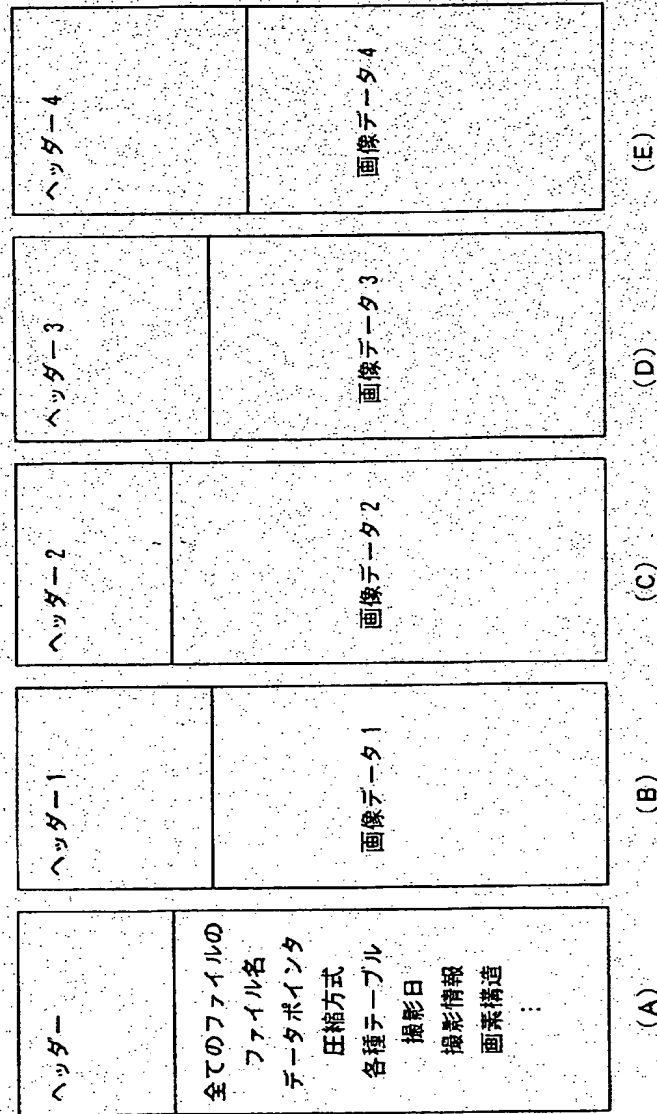 ヘッダー
全てのファイルの
ファイル名
データポインタ
圧縮方式
各種テーブル
撮影日
撮影情報
画素構造
⋮
(A)
ヘッダー1
画像データ1
(B)
ヘッダー2
画像データ2
(C)
ヘッダー3
画像データ3
(D)
ヘッダー4
画像データ4
(E)